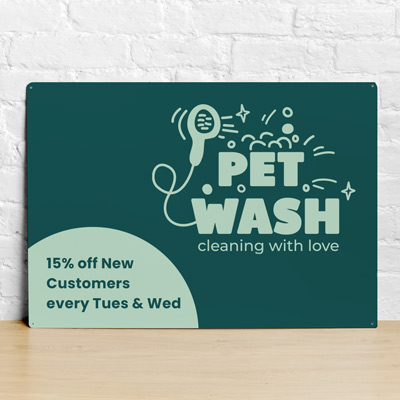 PET
WASH
cleaning with love
15% off New
Customers
every Tues & Wed